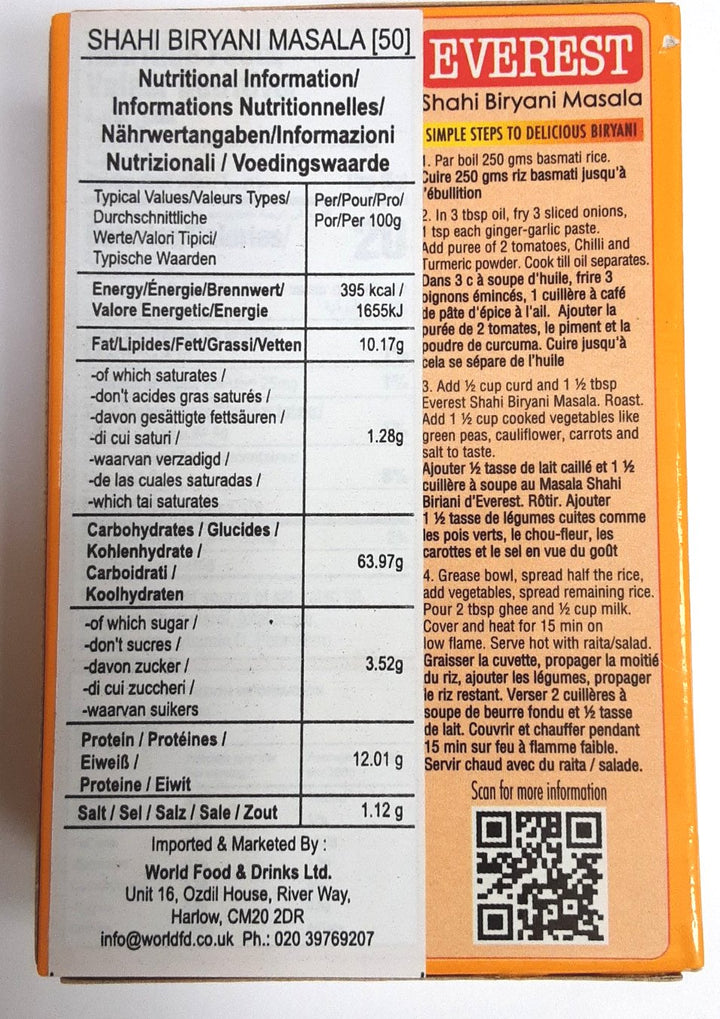 SHAHI BIRYANI MASALA [50]
Nutritional Information/
Informations Nutritionnelles/
Nährwertangaben/Informazioni
Nutrizionali / Voedingswaarde
Typical Values/Valeurs Types/
Durchschnittliche
Werte/Valori Tipici/
Typische Waarden
Per/Pour/Pro/
Por/Per 100g
Energy/Énergie/Brennwert/
Valore Energetic/Energie
395 kcal /
1655kJ
Fat/Lipides/Fett/Grassi/Vetten
10.17g
-of which saturates /
-don't acides gras saturés /
-davon gesättigte fettsäuren /
-di cui saturi /
-waarvan verzadigd /
-de las cuales saturadas /
-which tai saturates
1.28g
Carbohydrates / Glucides /
Kohlenhydrate /
Carboidrati /
Koolhydraten
63.97g
-of which sugar /
-don't sucres /
-davon zucker /
-di cui zuccheri /
-waarvan suikers
3.52g
Protein / Protéines /
Eiweiß /
Proteine / Eiwit
12.01 g
Salt / Sel / Salz / Sale / Zout
1.12 g
Imported & Marketed By :
World Food & Drinks Ltd.
Unit 16, Ozdil House, River Way,
Harlow, CM20 2DR
info@worldfd.co.uk Ph.: 020 39769207
EVEREST
Shahi Biryani Masala
SIMPLE STEPS TO DELICIOUS BIRYANI
1. Par boil 250 gms basmati rice.
Cuire 250 gms riz basmati jusqu'à
l'ébullition
2. In 3 tbsp oil, fry 3 sliced onions,
1 tsp each ginger-garlic paste.
Add puree of 2 tomatoes, Chilli and
Turmeric powder. Cook till oil separates.
Dans 3 c à soupe d'huile, frire 3
oignons émincés, 1 cuillère à café
de pâte d'épice à l'ail. Ajouter la
purée de 2 tomates, le piment et la
poudre de curcuma. Cuire jusqu'à
cela se sépare de l'huile
3. Add ½ cup curd and 1 ½ tbsp
Everest Shahi Biryani Masala. Roast.
Add 1 ½ cup cooked vegetables like
green peas, cauliflower, carrots and
salt to taste.
Ajouter ½ tasse de lait caillé et 1 ½
cuillère à soupe au Masala Shahi
Biriani d'Everest. Rôtir. Ajouter
1 ½ tasse de légumes cuites comme
les pois verts, le chou-fleur, les
carottes et le sel en vue du goût
4. Grease bowl, spread half the rice,
add vegetables, spread remaining rice.
Pour 2 tbsp ghee and ½ cup milk.
Cover and heat for 15 min on
low flame. Serve hot with raita/salad.
Graisser la cuvette, propager la moitié
du riz, ajouter les légumes, propager
le riz restant. Verser 2 cuillères à
soupe de beurre fondu et ½ tasse
de lait. Couvrir et chauffer pendant
15 min sur feu à flamme faible.
Servir chaud avec du raita / salade.
Scan for more information